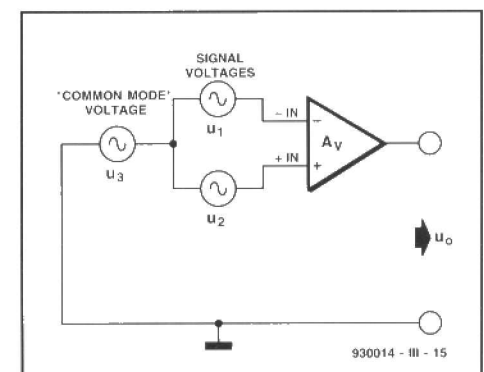 SIGNAL
VOLTAGES
'COMMON MODE'
VOLTAGE
u1
- IN
−
AV
+ IN
+
u3
u2
uo
930014 - III - 15